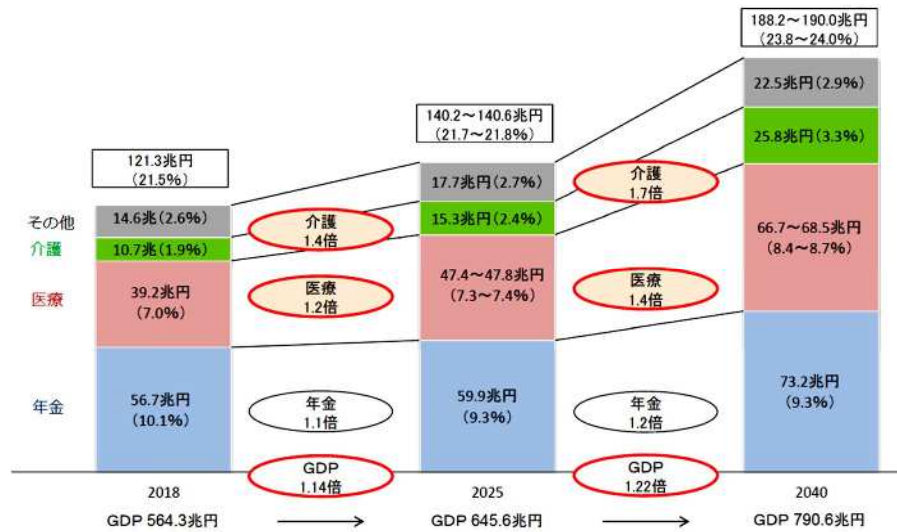 188.2～190.0兆円
（23.8～24.0%）
22.5兆円（2.9%）
25.8兆円（3.3%）
66.7～68.5兆円
（8.4～8.7%）
73.2兆円
（9.3%）
140.2～140.6兆円
（21.7～21.8%）
17.7兆円（2.7%）
15.3兆円（2.4%）
47.4～47.8兆円
（7.3～7.4%）
59.9兆円
（9.3%）
121.3兆円
（21.5%）
14.6兆（2.6%）
10.7兆（1.9%）
39.2兆円
（7.0%）
56.7兆円
（10.1%）
その他
介護
医療
年金
介護
1.4倍
医療
1.2倍
年金
1.1倍
GDP
1.14倍
介護
1.7倍
医療
1.4倍
年金
1.2倍
GDP
1.22倍
2018
2025
2040
GDP 564.3兆円
GDP 645.6兆円
GDP 790.6兆円